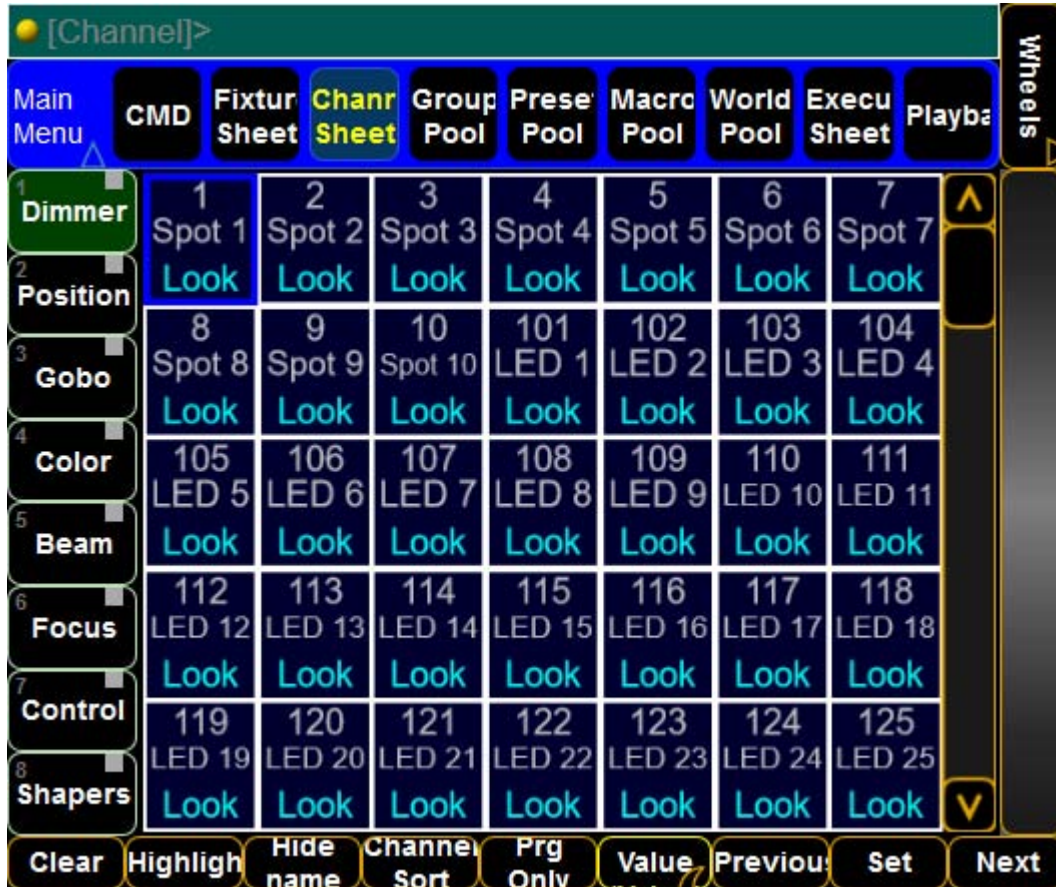 [Channel]>
Wheels
Main
Menu
CMD
Fixtur
Sheet
Chanr
Sheet
Group
Pool
Prese
Pool
Macro
Pool
World
Pool
Execu
Sheet
Playba
1
Dimmer
2
Position
3
Gobo
4
Color
5
Beam
6
Focus
7
Control
8
Shapers
1 2 3 4 5 6 7
Spot 1 Spot 2 Spot 3 Spot 4 Spot 5 Spot 6 Spot 7
Look Look Look Look Look Look Look
8 9 10 101 102 103 104
Spot 8 Spot 9 Spot 10 LED 1 LED 2 LED 3 LED 4
Look Look Look Look Look Look Look
105 106 107 108 109 110 111
LED 5 LED 6 LED 7 LED 8 LED 9 LED 10 LED 11
Look Look Look Look Look Look Look
112 113 114 115 116 117 118
LED 12 LED 13 LED 14 LED 15 LED 16 LED 17 LED 18
Look Look Look Look Look Look Look
119 120 121 122 123 124 125
LED 19 LED 20 LED 21 LED 22 LED 23 LED 24 LED 25
Look Look Look Look Look Look Look
Clear
Highligh
Hide
name
Channel
Sort
Prg
Only
Value
Previou
Set
Next